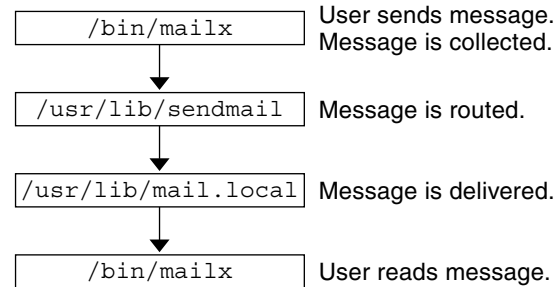 /bin/mailx
User sends message.
Message is collected.
/usr/lib/sendmail
Message is routed.
/usr/lib/mail.local
Message is delivered.
/bin/mailx
User reads message.